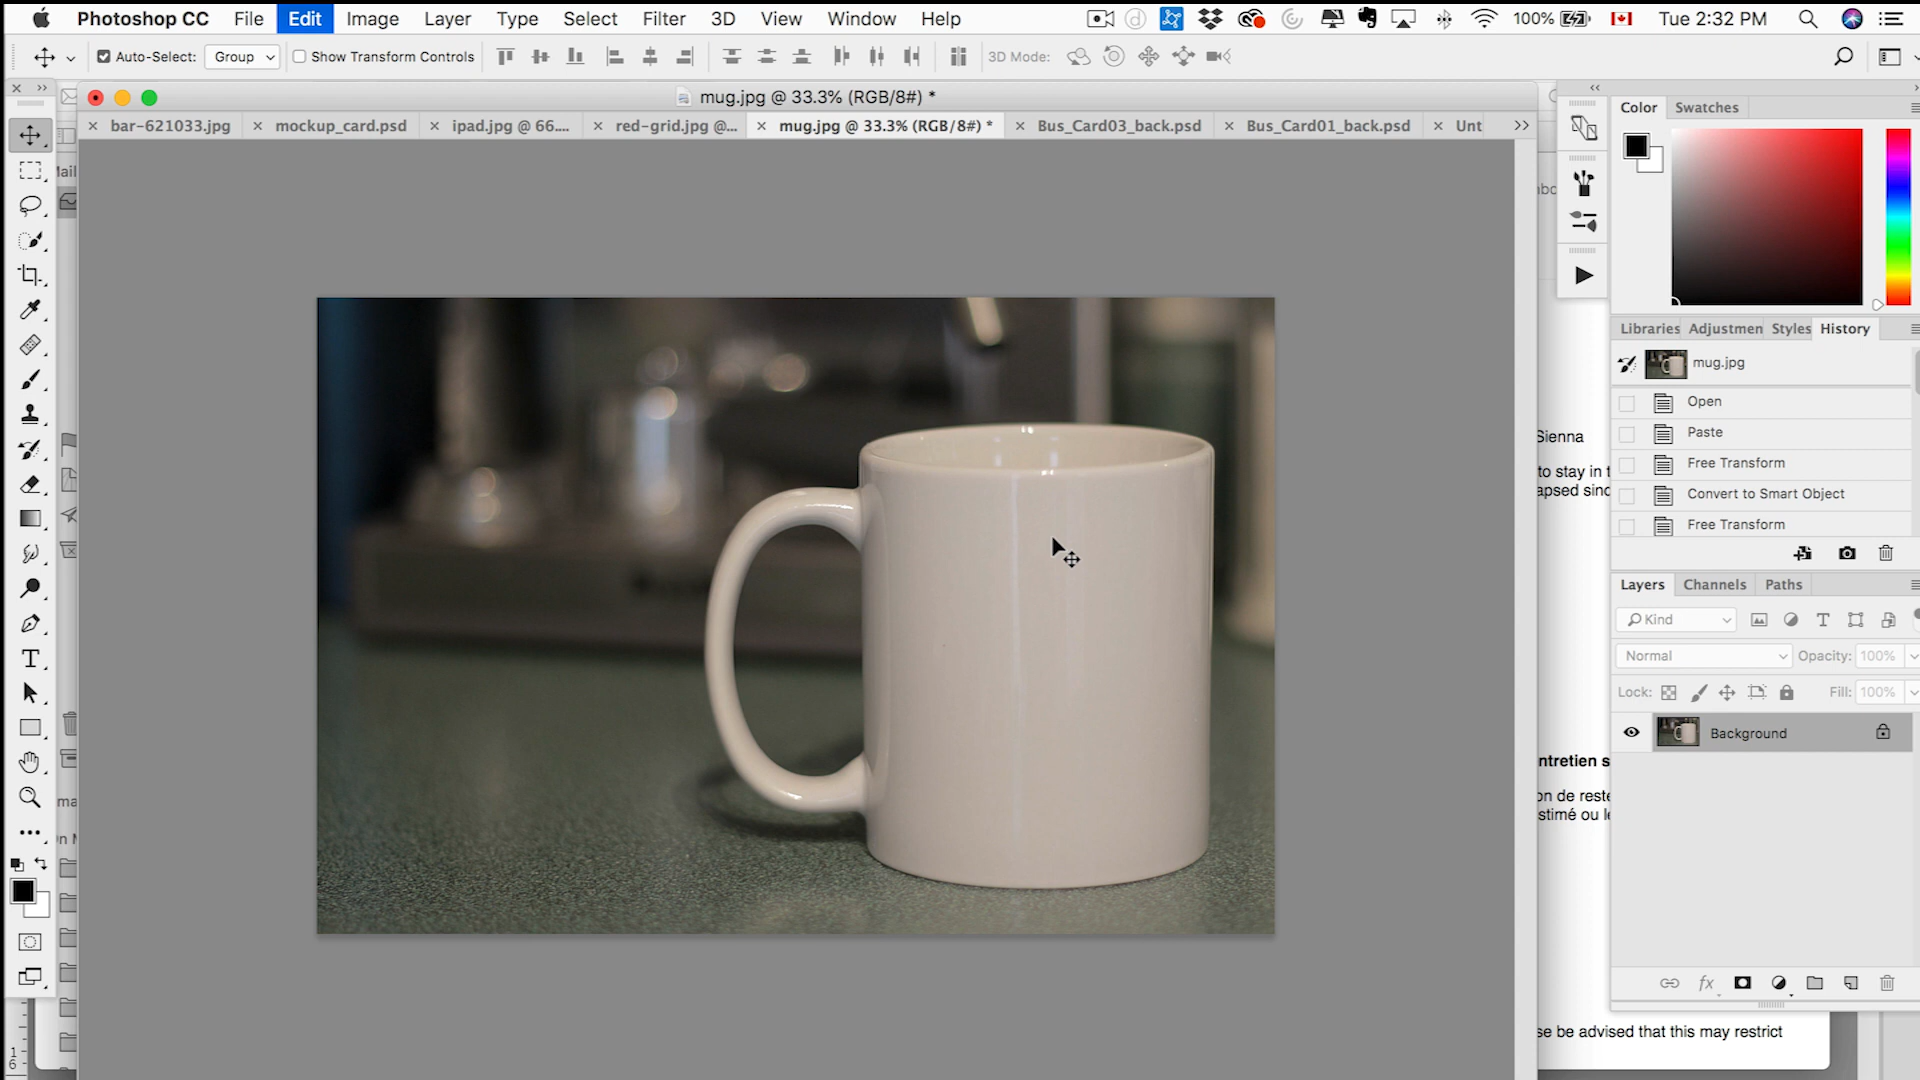 Photoshop CC File Edit Image Layer Type Select Filter 3D View Window Help 100% Tue 2:32 PM
Auto-Select: Group Show Transform Controls 3D Mode:
mug.jpg @ 33.3% (RGB/8#) *
bar-621033.jpg mockup_card.psd ipad.jpg @ 66.... red-grid.jpg @... mug.jpg @ 33.3% (RGB/8#) * Bus_Card03_back.psd Bus_Card01_back.psd Unt
Color Swatches
Libraries Adjustmen Styles History
mug.jpg
Open
Paste
Free Transform
Convert to Smart Object
Free Transform
Layers Channels Paths
Kind
Normal Opacity: 100%
Lock: Fill: 100%
Background
Sienna
to stay in t
apsed sinc
ntretien s
on de reste
stimé ou le
se be advised that this may restrict